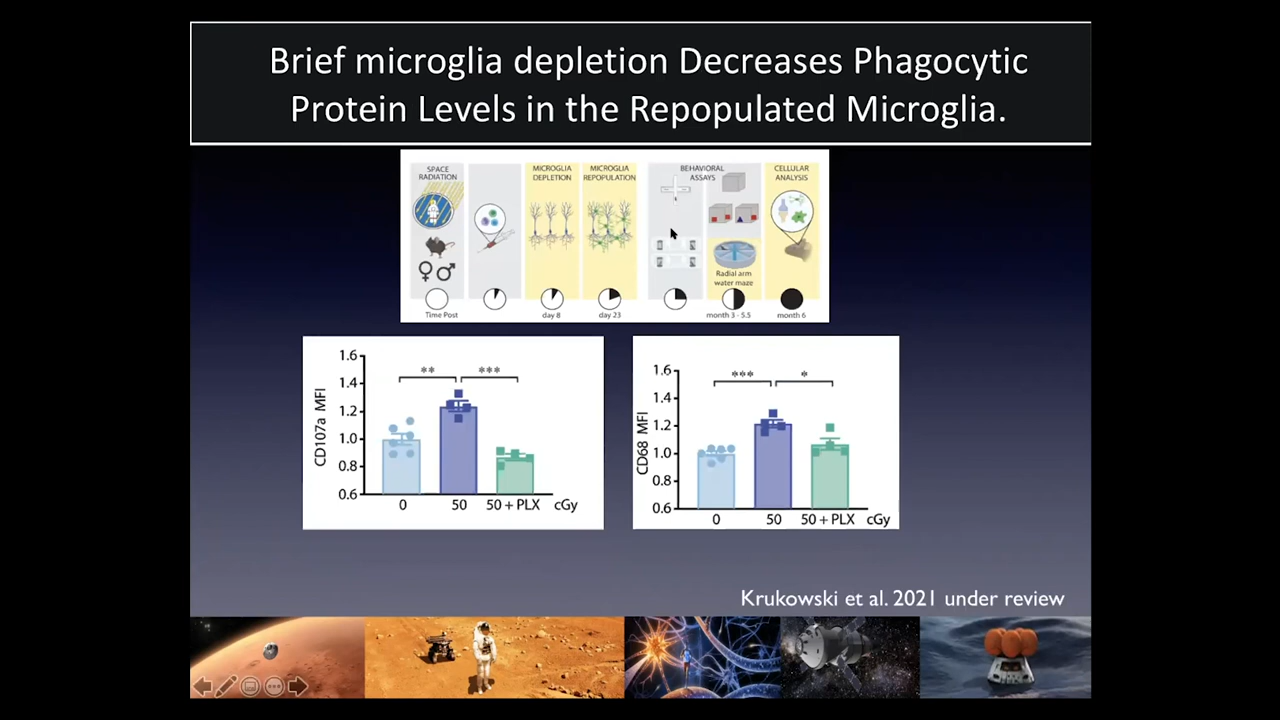 Brief microglia depletion Decreases Phagocytic
Protein Levels in the Repopulated Microglia.
SPACE
RADIATION
MICROGLIA
DEPLETION
MICROGLIA
REPOPULATION
BEHAVIORAL
ASSAYS
CELLULAR
ANALYSIS
Radial arm
water maze
Time Post
day 8
day 23
month 3 - 5.5
month 6
CD107a MFI
1.6
1.4
1.2
1.0
0.8
0.6
** ***
0 50 50 + PLX cGy
CD68 MFI
1.6
1.4
1.2
1.0
0.8
0.6
*** *
0 50 50 + PLX cGy
Krukowski et al. 2021 under review